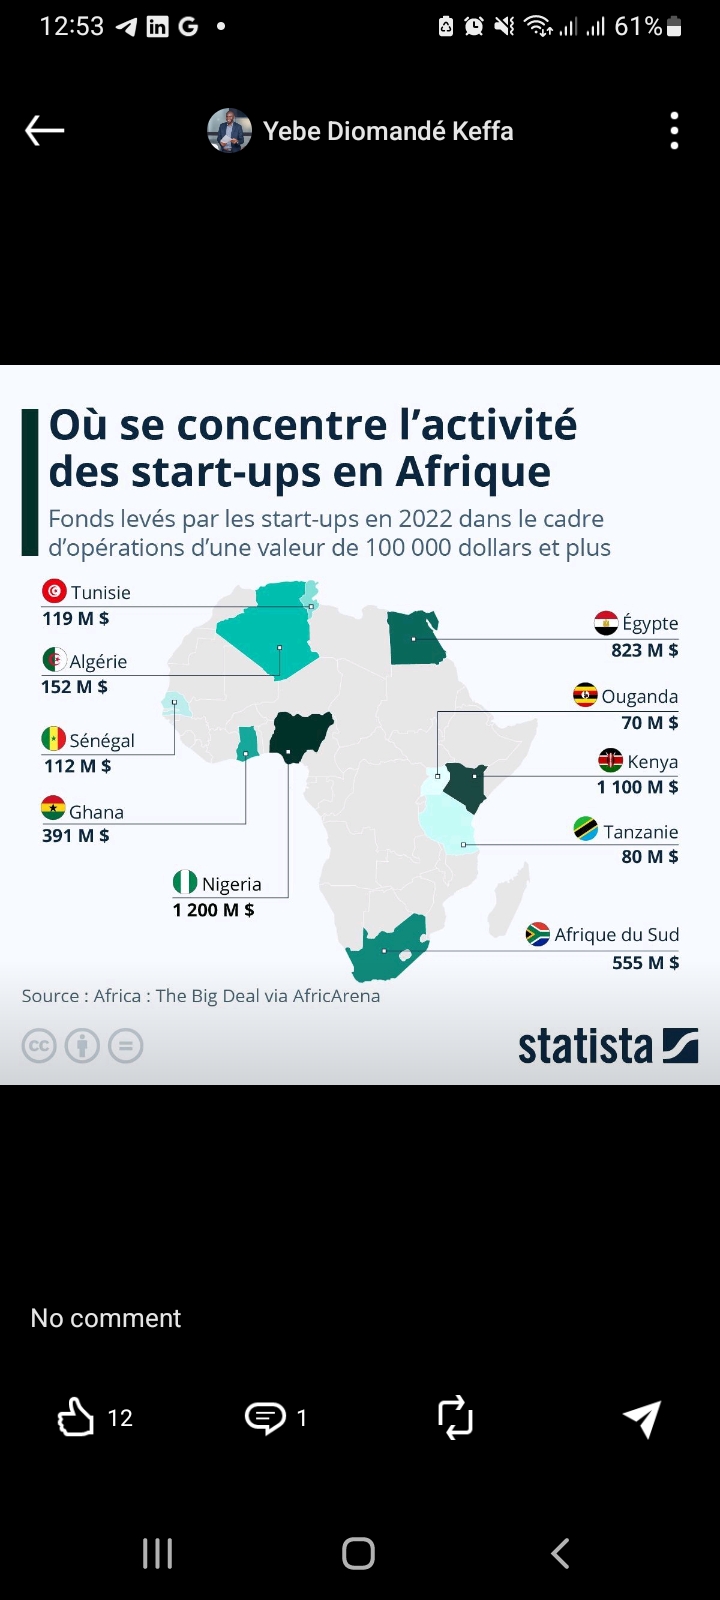 12:53
61%
Yebe Diomandé Keffa
Où se concentre l'activité
des start-ups en Afrique
Fonds levés par les start-ups en 2022 dans le cadre
d'opérations d'une valeur de 100 000 dollars et plus
Tunisie
119 M $
Algérie
152 M $
Sénégal
112 M $
Ghana
391 M $
Nigeria
1 200 M $
Égypte
823 M $
Ouganda
70 M $
Kenya
1 100 M $
Tanzanie
80 M $
Afrique du Sud
555 M $
Source : Africa : The Big Deal via AfricArena
cc
statista
No comment
12
1